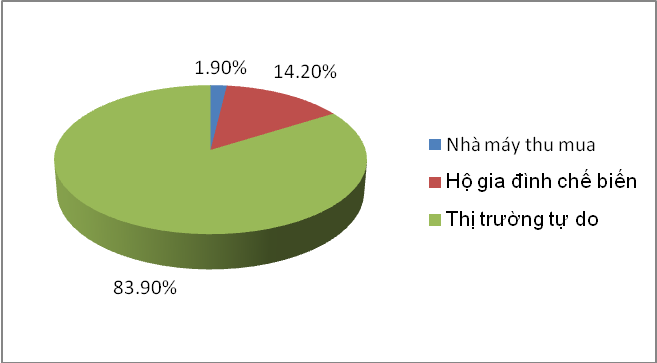 1.90%
14.20%
83.90%
Nhà máy thu mua
Hộ gia đình chế biến
Thị trường tự do